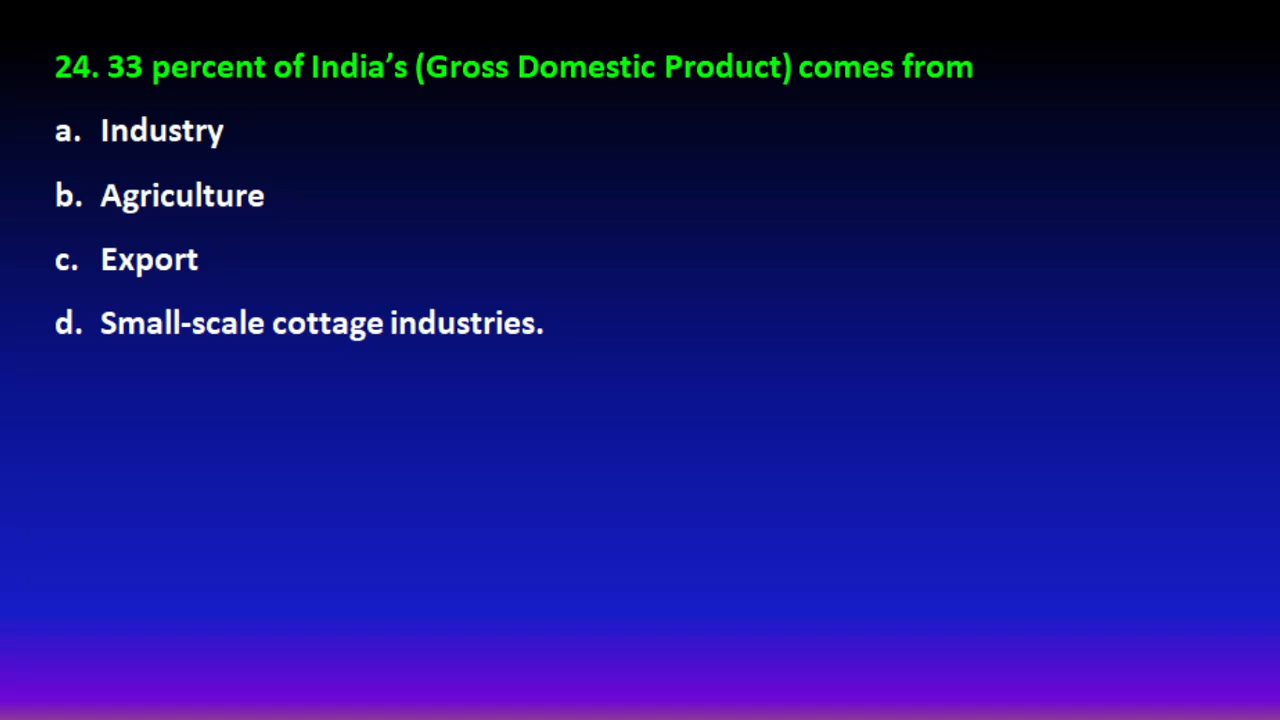 24. 33 percent of India’s (Gross Domestic Product) comes from
a. Industry
b. Agriculture
c. Export
d. Small-scale cottage industries.